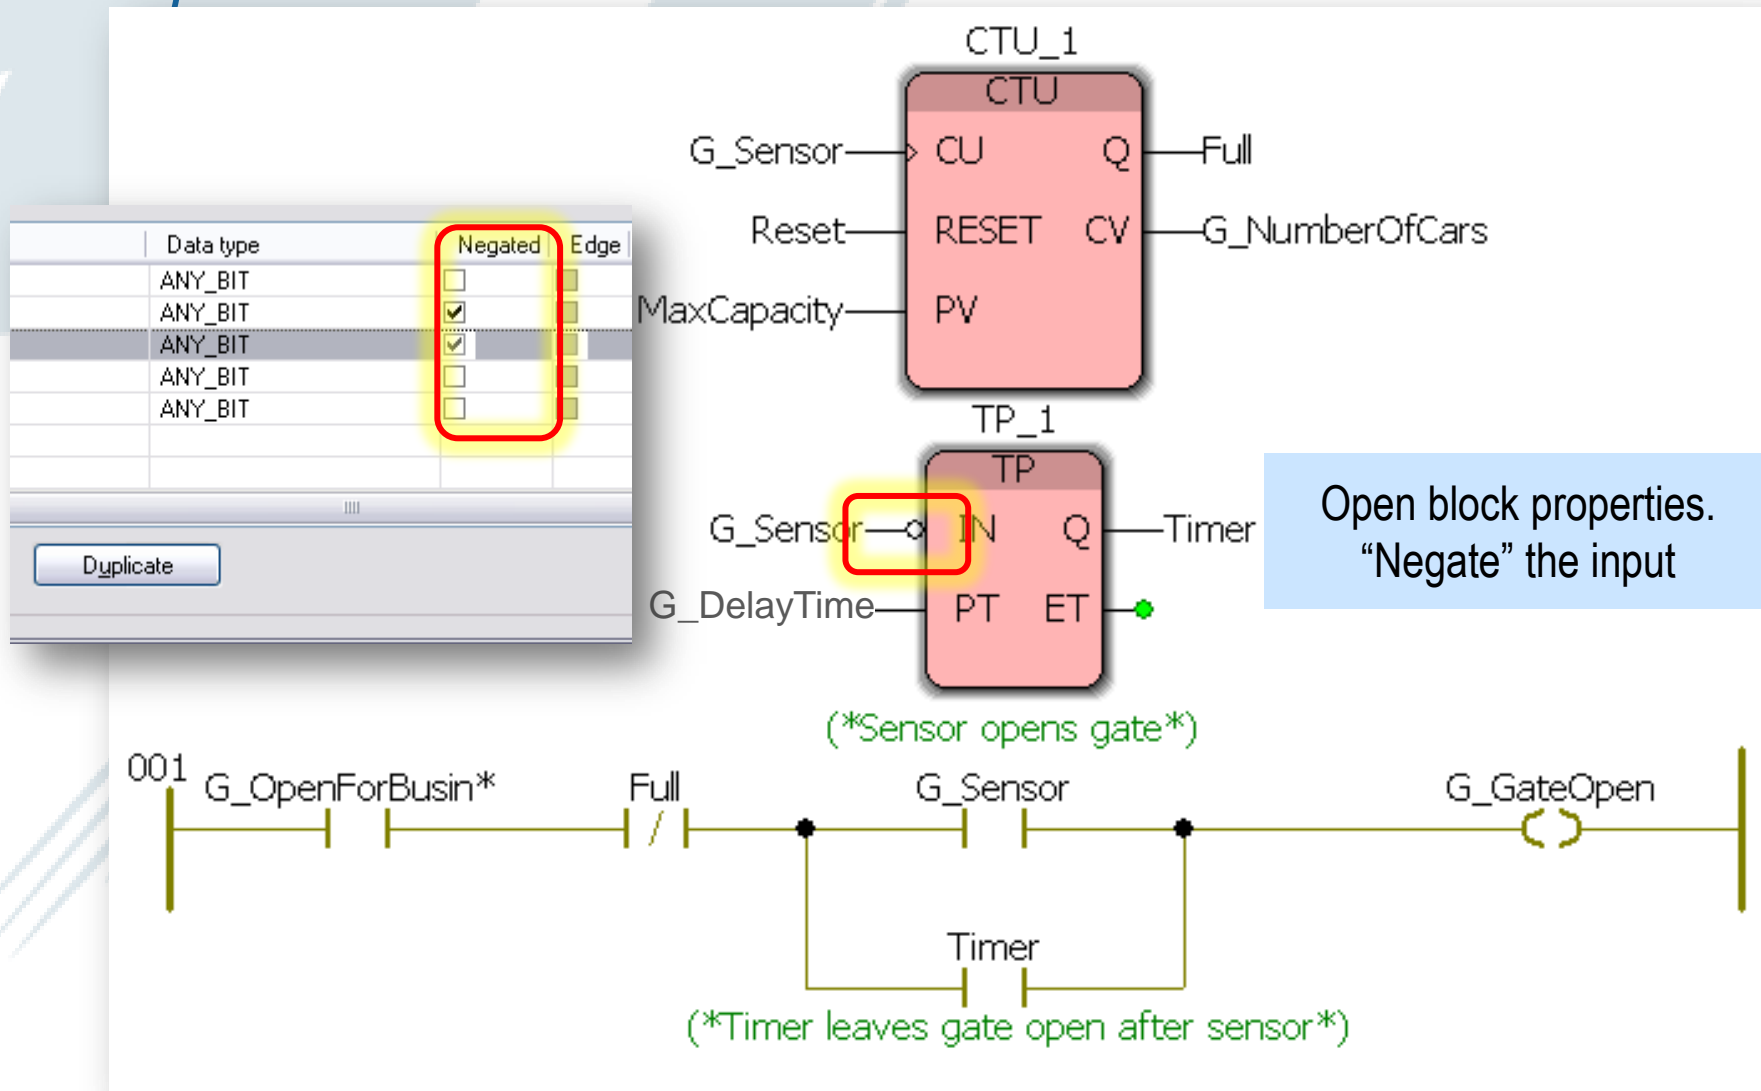 CTU_1
CTU
G_Sensor CU Q Full
Reset RESET CV G_NumberOfCars
MaxCapacity PV
Data type Negated Edge
ANY_BIT
ANY_BIT
ANY_BIT
ANY_BIT
ANY_BIT
Duplicate
TP_1
TP
G_Sensor IN Q Timer
G_DelayTime PT ET
Open block properties.
“Negate” the input
(*Sensor opens gate*)
001
G_OpenForBusin* Full G_Sensor G_GateOpen
Timer
(*Timer leaves gate open after sensor*)